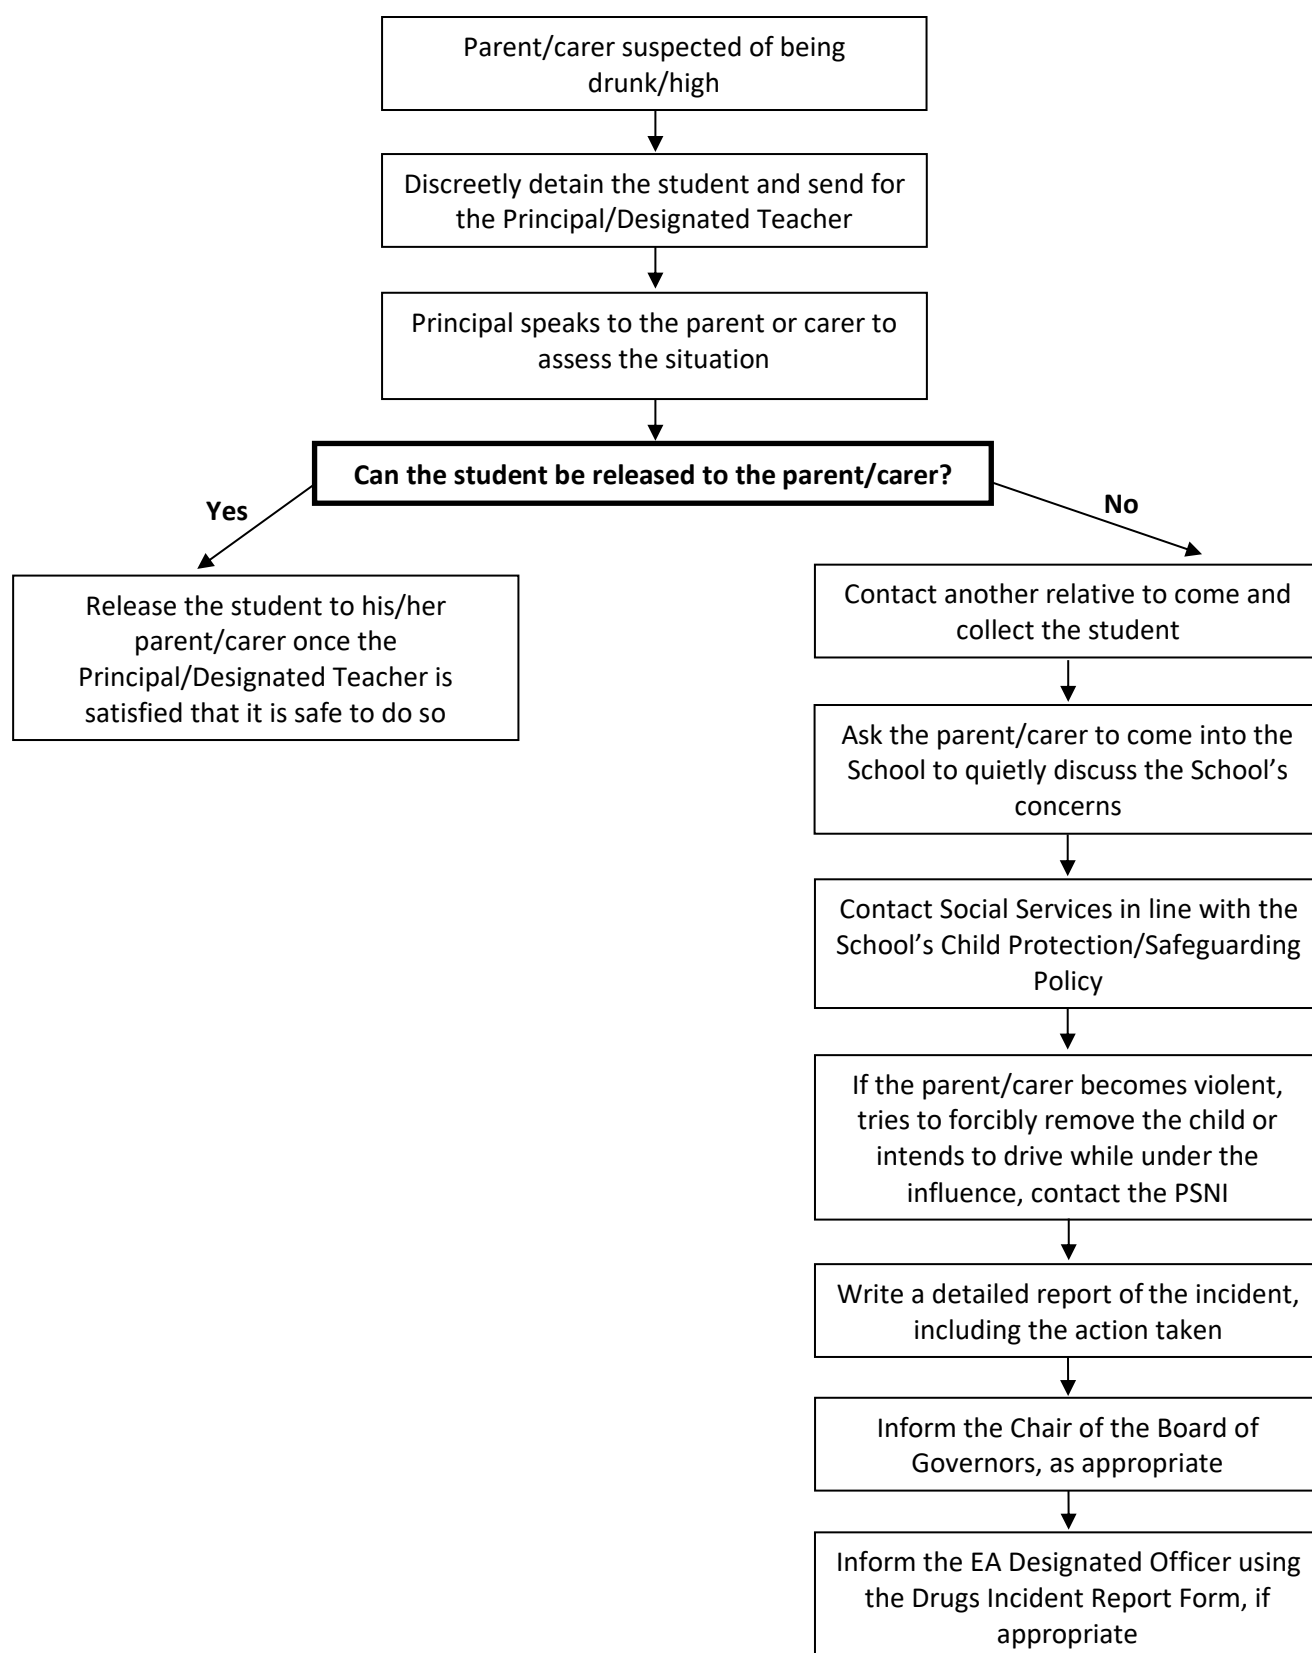 Parent/carer suspected of being
drunk/high
Discreetly detain the student and send for
the Principal/Designated Teacher
Principal speaks to the parent or carer to
assess the situation
Can the student be released to the parent/carer?
Yes
No
Release the student to his/her
parent/carer once the
Principal/Designated Teacher is
satisfied that it is safe to do so
Contact another relative to come and
collect the student
Ask the parent/carer to come into the
School to quietly discuss the School’s
concerns
Contact Social Services in line with the
School’s Child Protection/Safeguarding
Policy
If the parent/carer becomes violent,
tries to forcibly remove the child or
intends to drive while under the
influence, contact the PSNI
Write a detailed report of the incident,
including the action taken
Inform the Chair of the Board of
Governors, as appropriate
Inform the EA Designated Officer using
the Drugs Incident Report Form, if
appropriate